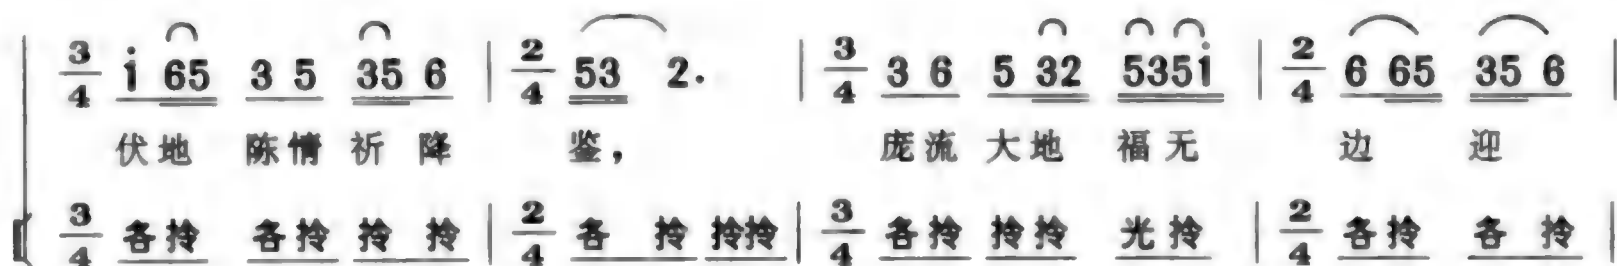 3/4 i 65 3 5 35 6 | 2/4 53 2. | 3/4 3 6 5 32 535i | 2/4 6 65 35 6 |
伏地 陈情 祈 降 鉴， 庞流 大地 福无 边 迎
3/4 各拎 各拎 拎 拎 | 2/4 各 拎 拎拎 | 3/4 各拎 拎拎 光拎 | 2/4 各拎 各 拎 |